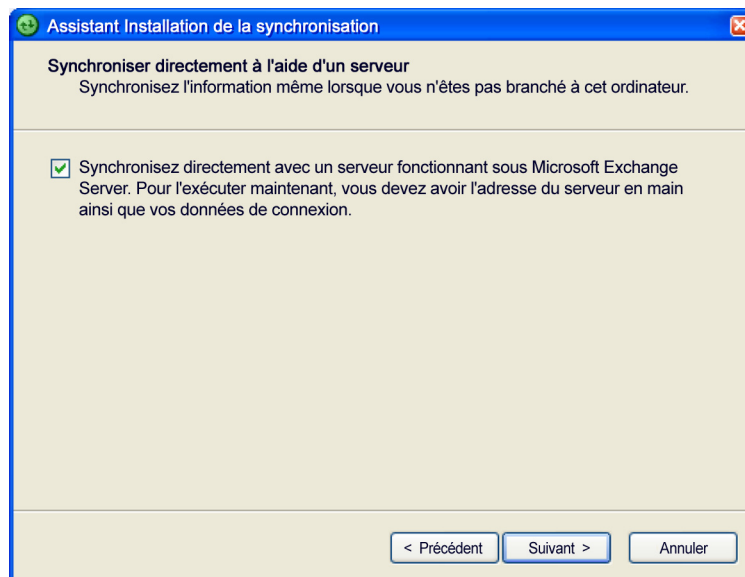 Assistant Installation de la synchronisation
Synchroniser directement à l'aide d'un serveur
Synchronisez l'information même lorsque vous n'êtes pas branché à cet ordinateur.
Synchronisez directement avec un serveur fonctionnant sous Microsoft Exchange
Server. Pour l'exécuter maintenant, vous devez avoir l'adresse du serveur en main
ainsi que vos données de connexion.
< Précédent
Suivant >
Annuler